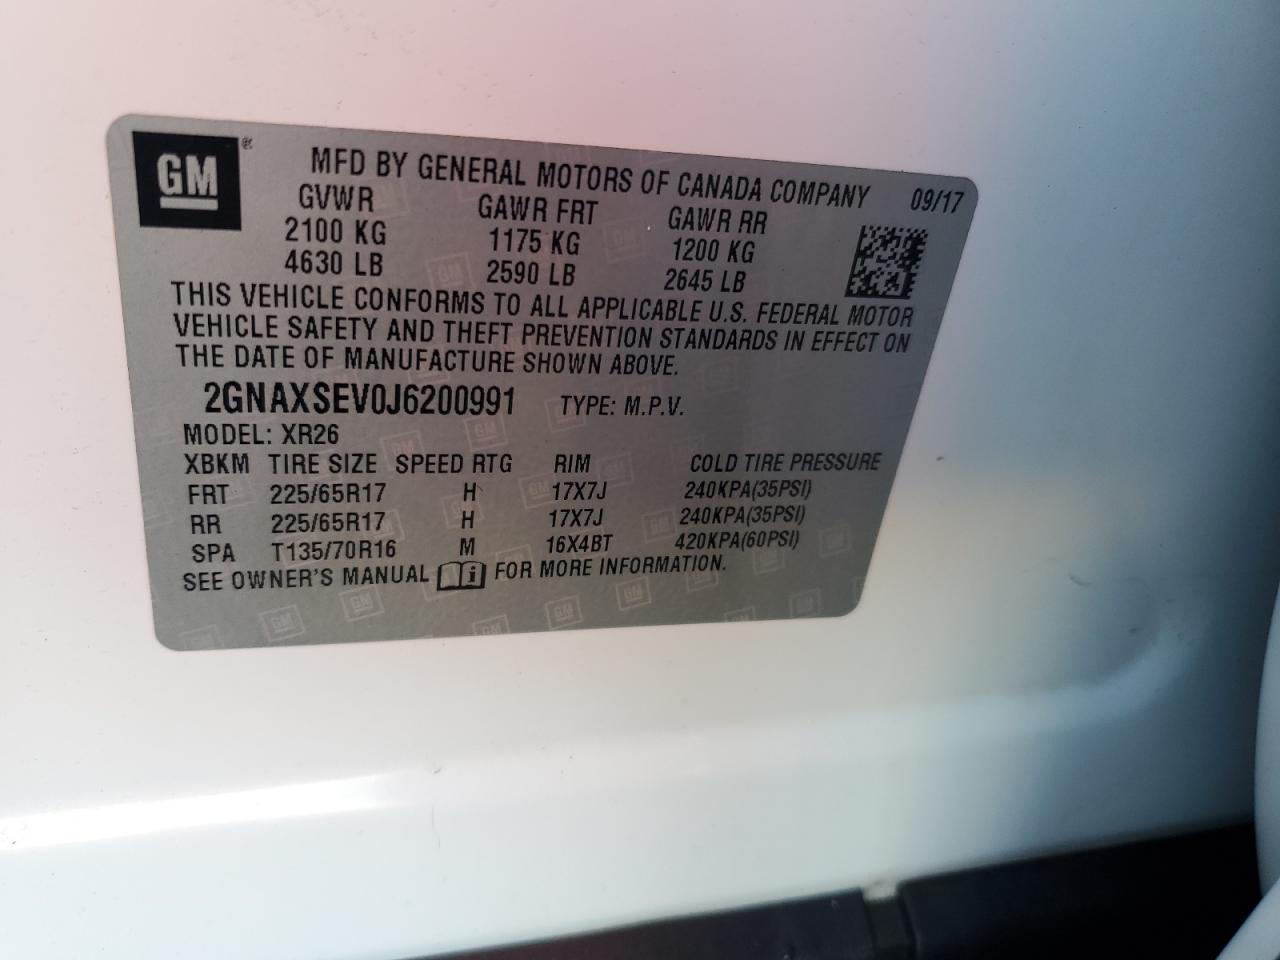 GM® MFD BY GENERAL MOTORS OF CANADA COMPANY 09/17
GVWR GAWR FRT GAWR RR
2100 KG 1175 KG 1200 KG
4630 LB 2590 LB 2645 LB
THIS VEHICLE CONFORMS TO ALL APPLICABLE U.S. FEDERAL MOTOR
VEHICLE SAFETY AND THEFT PREVENTION STANDARDS IN EFFECT ON
THE DATE OF MANUFACTURE SHOWN ABOVE.
2GNAXSEV0J6200991 TYPE: M.P.V.
MODEL: XR26
XBKM TIRE SIZE SPEED RTG RIM COLD TIRE PRESSURE
FRT 225/65R17 H 17X7J 240KPA(35PSI)
RR 225/65R17 H 17X7J 240KPA(35PSI)
SPA T135/70R16 M 16X4BT 420KPA(60PSI)
SEE OWNER'S MANUAL i FOR MORE INFORMATION.